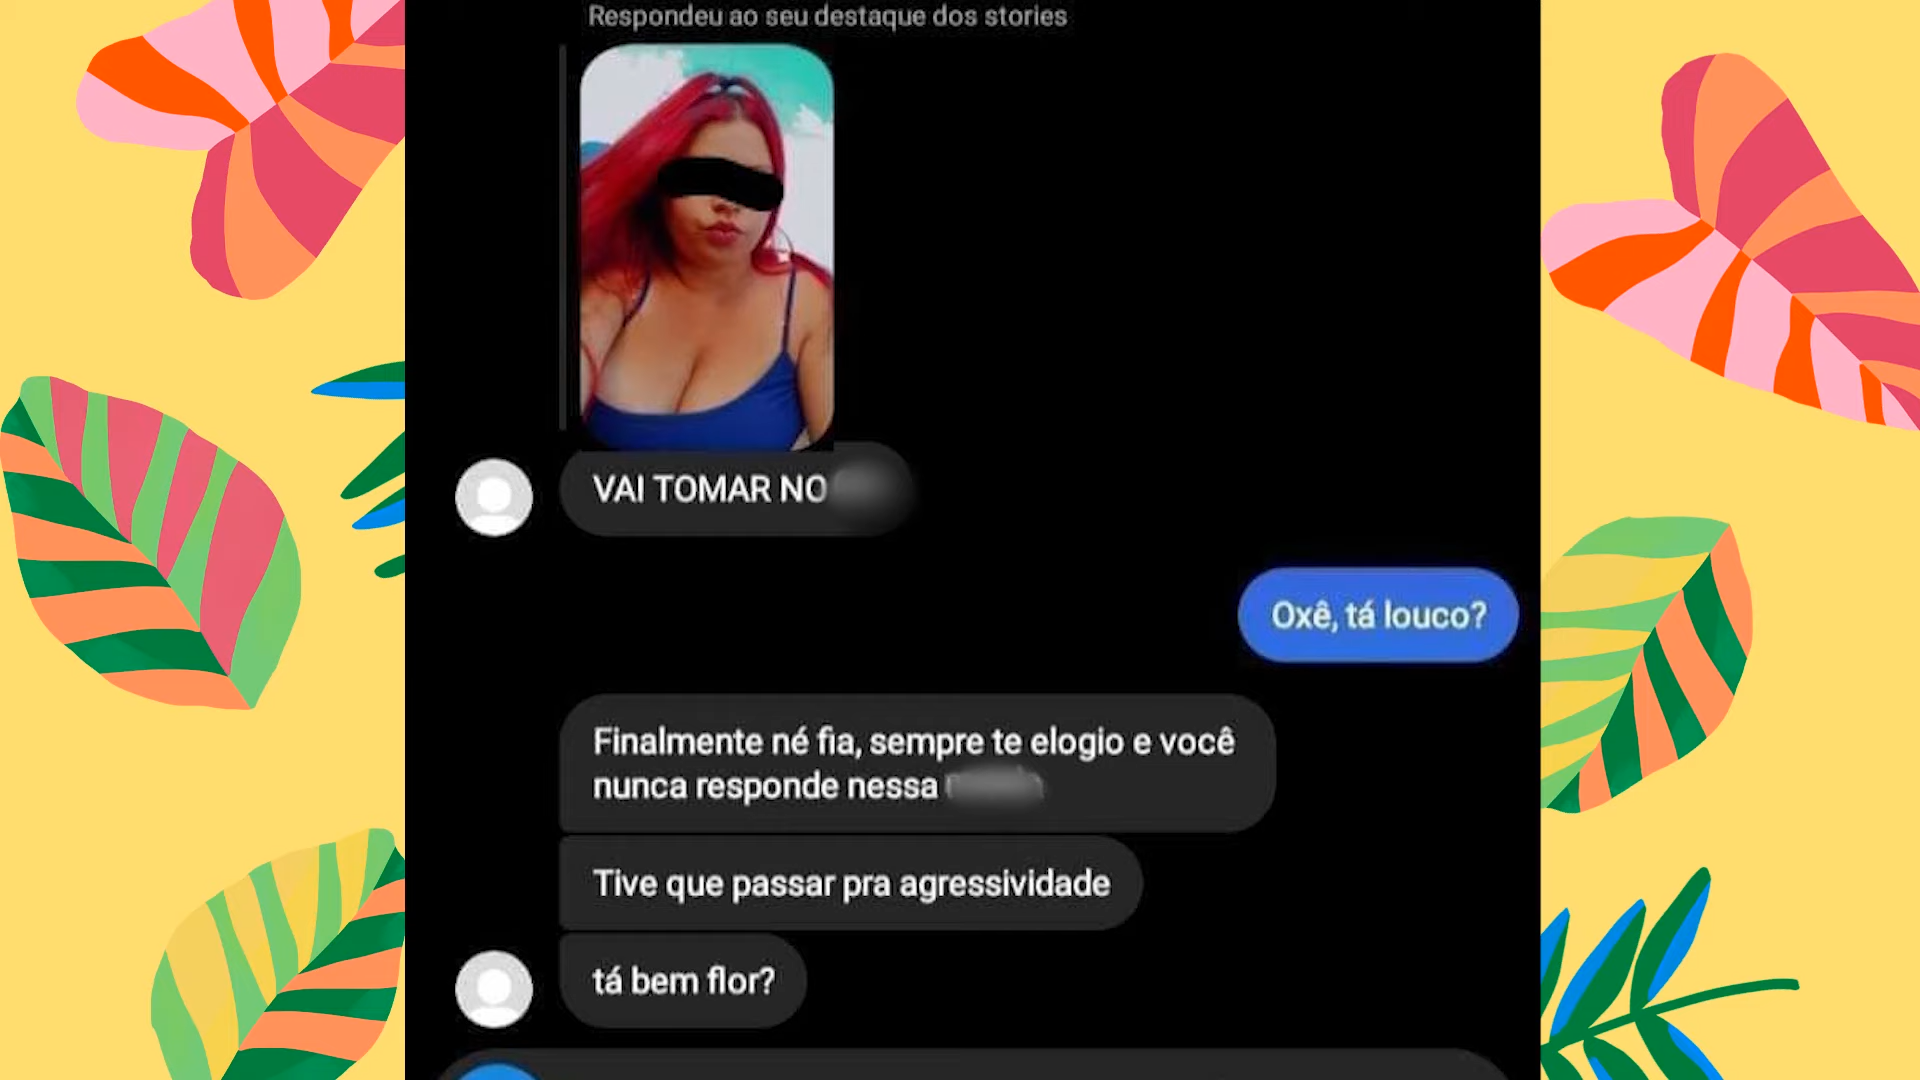 Respondeu ao seu destaque dos stories
VAI TOMAR NO
Oxê, tá louco?
Finalmente né fia, sempre te elogio e você
nunca responde nessa
Tive que passar pra agressividade
tá bem flor?